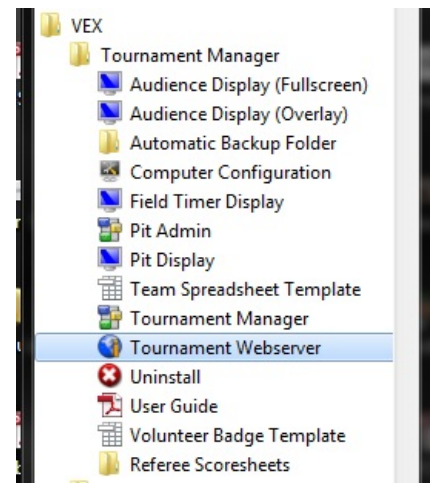 VEX
Tournament Manager
Audience Display (Fullscreen)
Audience Display (Overlay)
Automatic Backup Folder
Computer Configuration
Field Timer Display
Pit Admin
Pit Display
Team Spreadsheet Template
Tournament Manager
Tournament Webserver
Uninstall
User Guide
Volunteer Badge Template
Referee Scoresheets